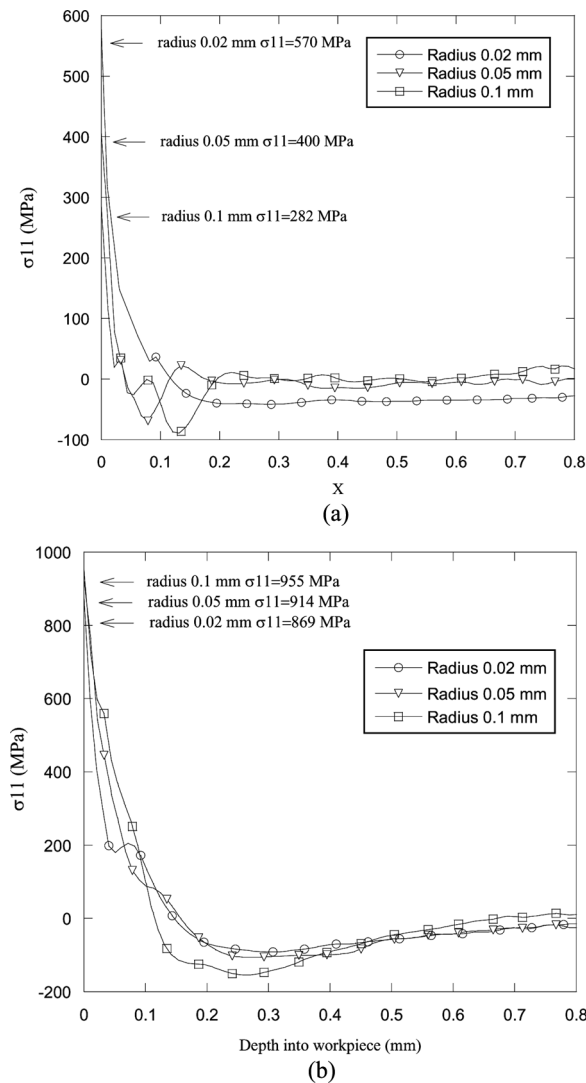 600
500
400
300
200
100
0
-100
σ11 (MPa)
radius 0.02 mm σ11=570 MPa
radius 0.05 mm σ11=400 MPa
radius 0.1 mm σ11=282 MPa
Radius 0.02 mm
Radius 0.05 mm
Radius 0.1 mm
0 0.1 0.2 0.3 0.4 0.5 0.6 0.7 0.8
X
(a)
1000
800
600
400
200
0
-200
σ11 (MPa)
radius 0.1 mm σ11=955 MPa
radius 0.05 mm σ11=914 MPa
radius 0.02 mm σ11=869 MPa
Radius 0.02 mm
Radius 0.05 mm
Radius 0.1 mm
0 0.1 0.2 0.3 0.4 0.5 0.6 0.7 0.8
Depth into workpiece (mm)
(b)